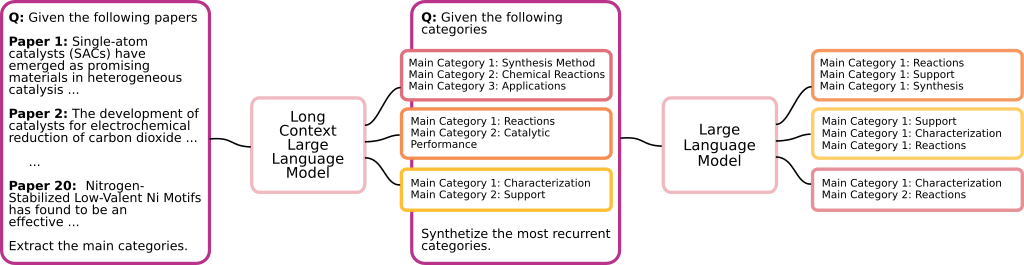 Q: Given the following papers
Paper 1: Single-atom
catalysts (SACs) have
emerged as promising
materials in heterogeneous
catalysis ...
Paper 2: The development of
catalysts for electrochemical
reduction of carbon dioxide ...
...
Paper 20: Nitrogen-
Stabilized Low-Valent Ni Motifs
has found to be an
effective ...
Extract the main categories.
Long
Context
Large
Language
Model
Q: Given the following
categories
Main Category 1: Synthesis Method
Main Category 2: Chemical Reactions
Main Category 3: Applications
Main Category 1: Reactions
Main Category 2: Catalytic
Performance
Main Category 1: Characterization
Main Category 2: Support
Synthetize the most recurrent
categories.
Large
Language
Model
Main Category 1: Reactions
Main Category 1: Support
Main Category 1: Synthesis
Main Category 1: Support
Main Category 1: Characterization
Main Category 1: Reactions
Main Category 1: Characterization
Main Category 2: Reactions